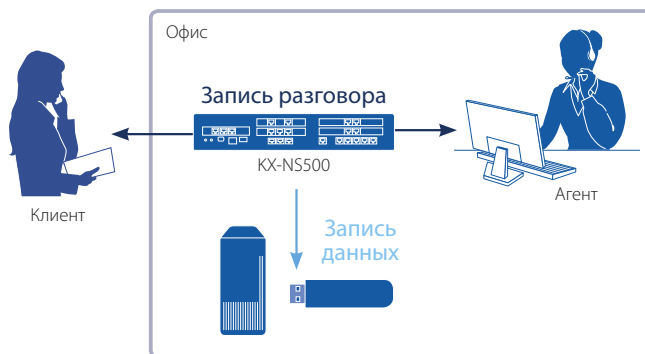 Офис
Запись разговора
KX-NS500
Клиент
Агент
Запись
данных